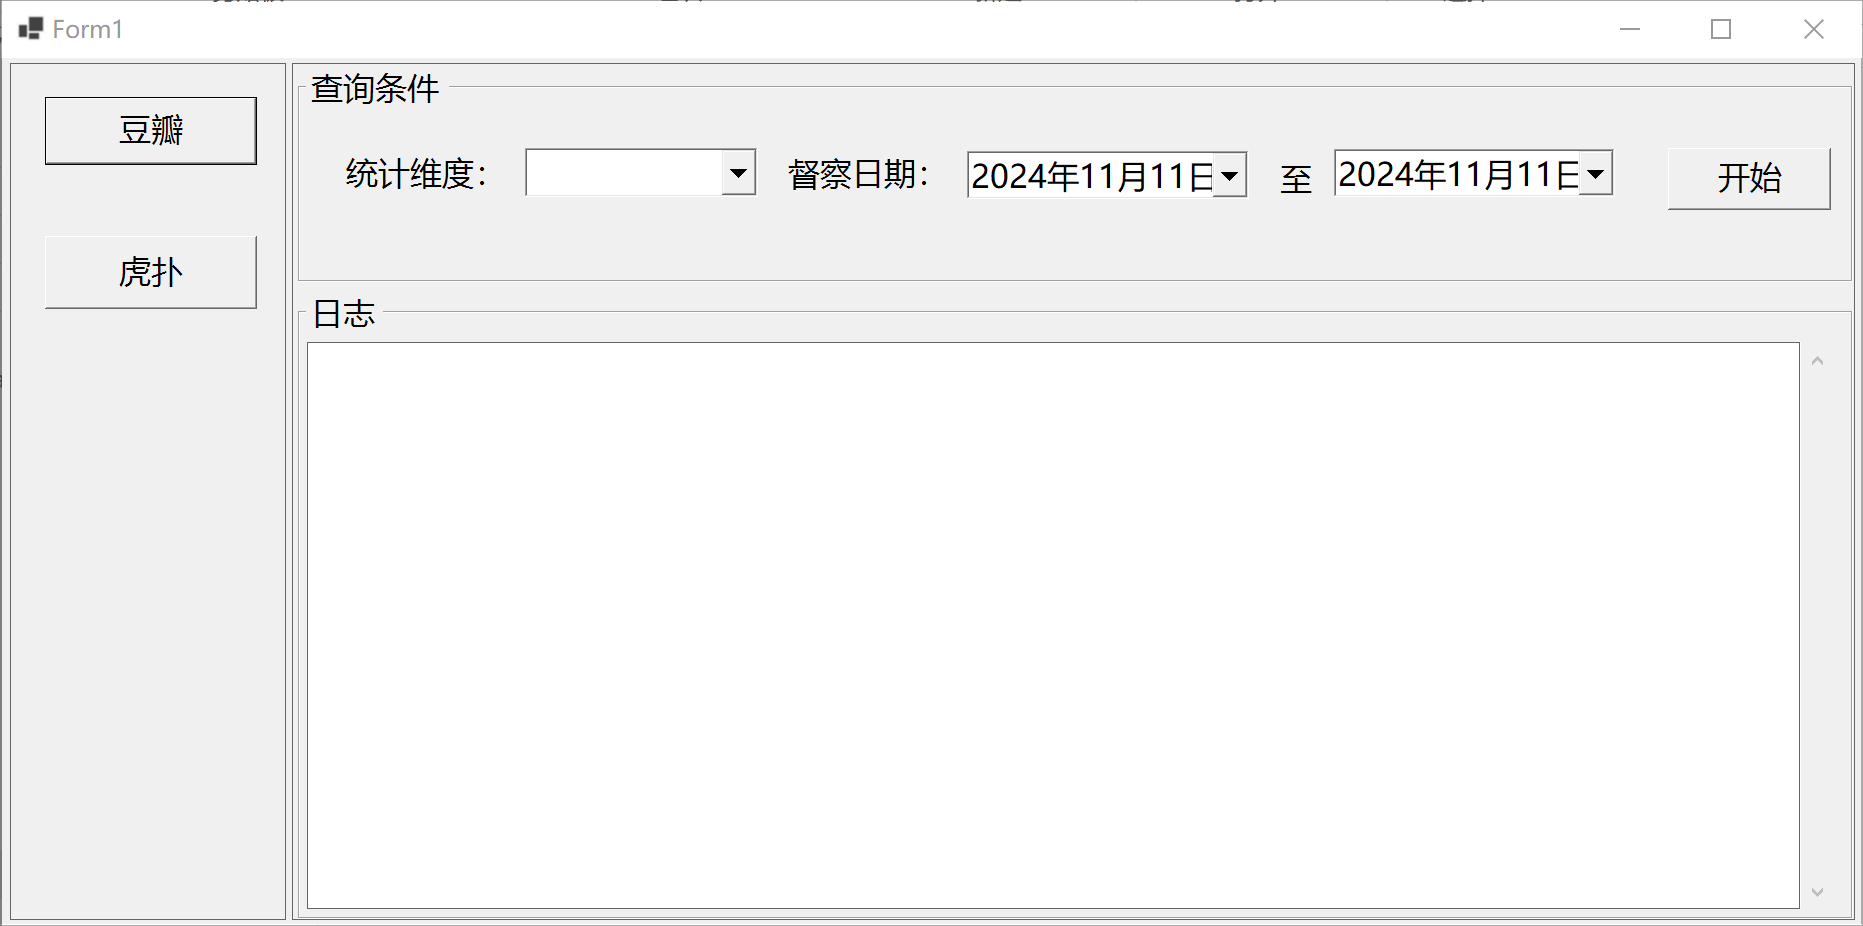 Form1
豆瓣
虎扑
查询条件
统计维度： 督察日期： 2024年11月11日 至 2024年11月11日 开始
日志